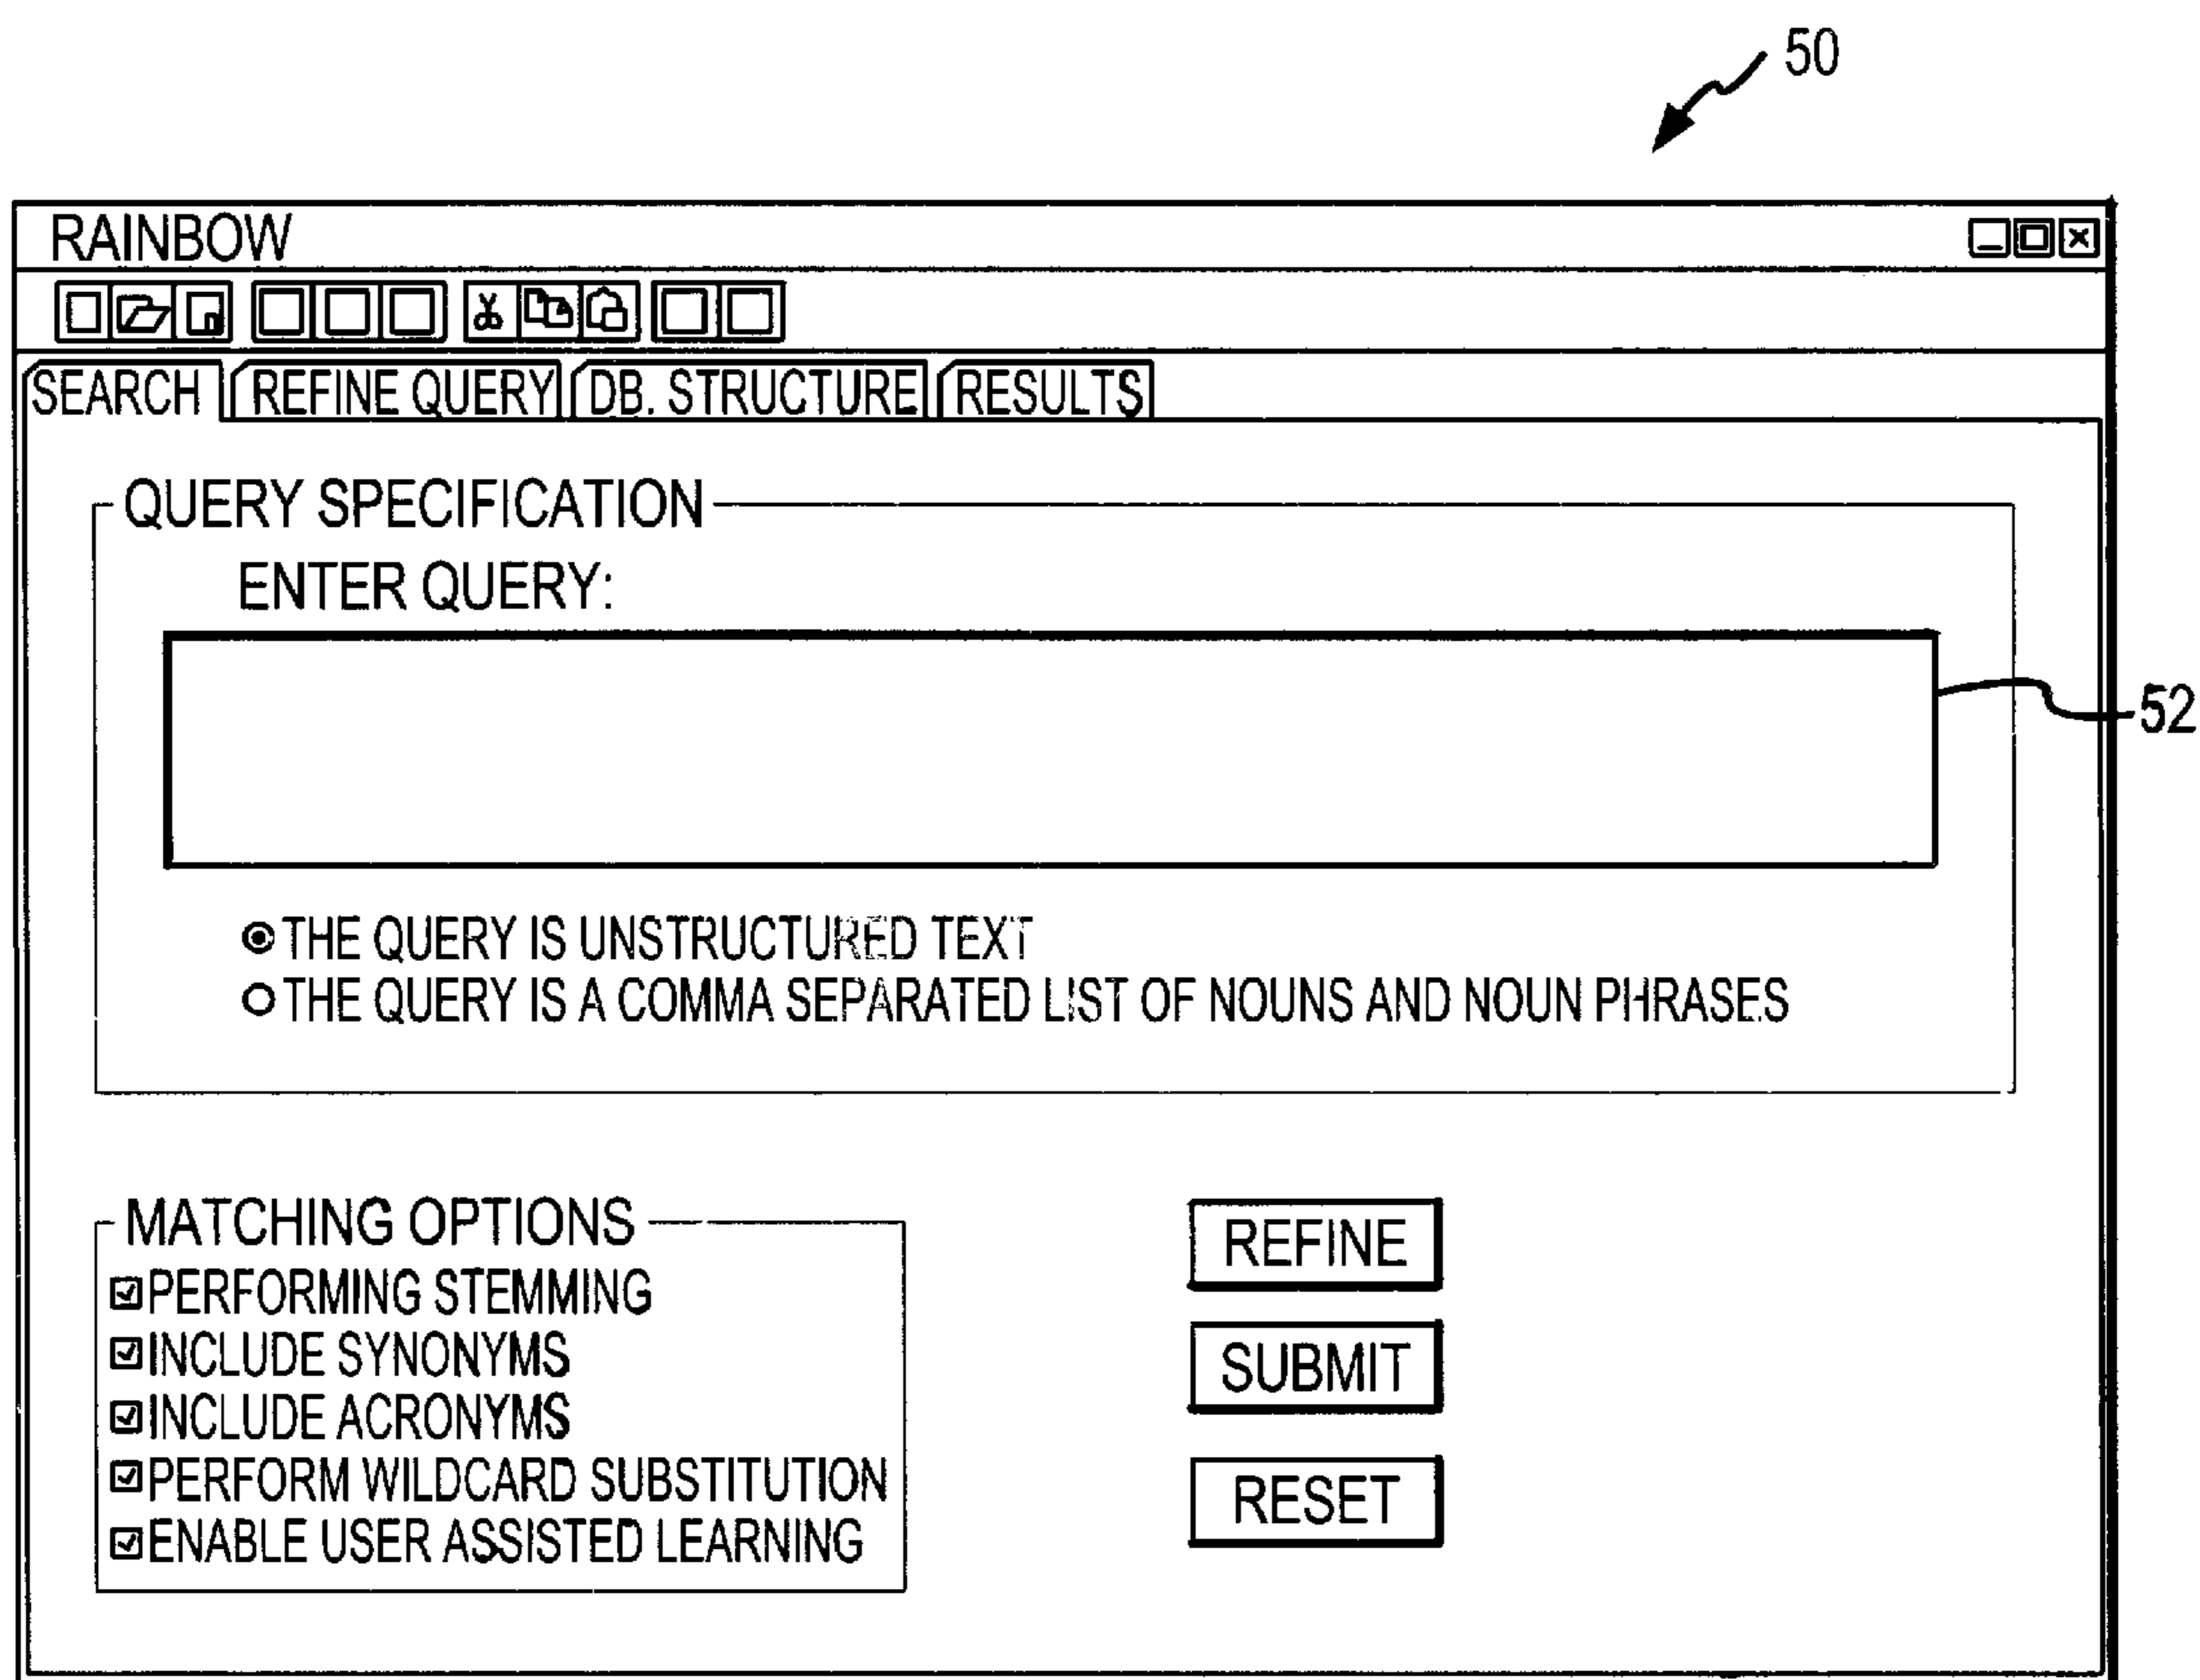 50
RAINBOW
SEARCH REFINE QUERY DB. STRUCTURE RESULTS
QUERY SPECIFICATION
ENTER QUERY:
52
THE QUERY IS UNSTRUCTURED TEXT
THE QUERY IS A COMMA SEPARATED LIST OF NOUNS AND NOUN PHRASES
MATCHING OPTIONS
PERFORMING STEMMING
INCLUDE SYNONYMS
INCLUDE ACRONYMS
PERFORM WILDCARD SUBSTITUTION
ENABLE USER ASSISTED LEARNING
REFINE
SUBMIT
RESET